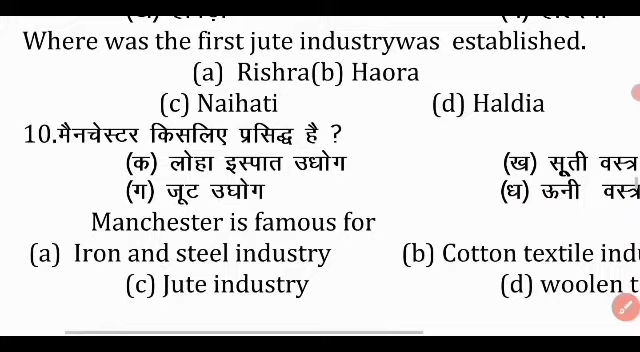 Where was the first jute industrywas established.
(a) Rishra(b) Haora
(c) Naihati (d) Haldia
10.मैनचेस्टर किसलिए प्रसिद्ध है ?
(क) लोहा इस्पात उधोग (ख) सूती वस्त्र
(ग) जूट उघोग (ध) ऊनी वस्त्र
Manchester is famous for
(a) Iron and steel industry (b) Cotton textile
(c) Jute industry (d) woolen